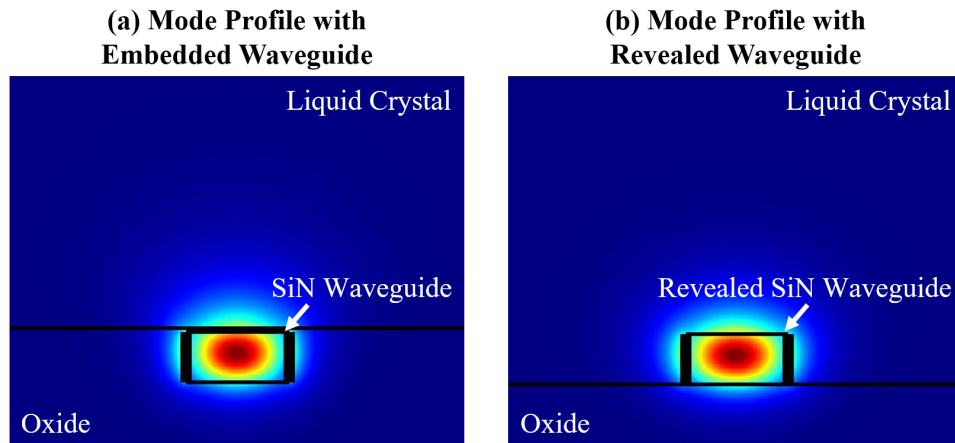 (a) Mode Profile with
Embedded Waveguide
Liquid Crystal
SiN Waveguide
Oxide
(b) Mode Profile with
Revealed Waveguide
Liquid Crystal
Revealed SiN Waveguide
Oxide